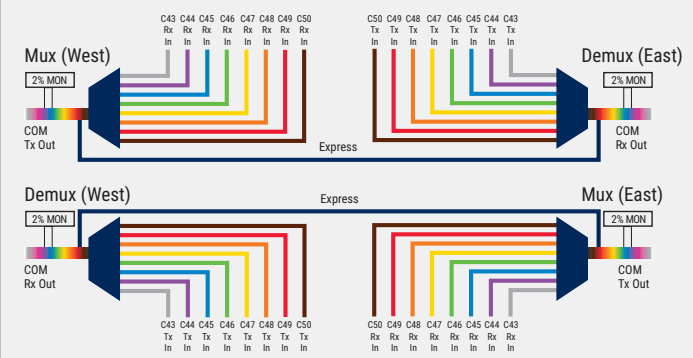 C43 C44 C45 C46 C47 C48 C49 C50
Rx Rx Rx Rx Rx Rx Rx Rx
In In In In In In In In
C50 C49 C48 C47 C46 C45 C44 C43
Tx Tx Tx Tx Tx Tx Tx Tx
In In In In In In In In
Mux (West)
2% MON
COM
Tx Out
Demux (East)
2% MON
COM
Rx Out
Express
Demux (West)
2% MON
COM
Rx Out
Express
Mux (East)
2% MON
COM
Tx Out
C43 C44 C45 C46 C47 C48 C49 C50
Tx Tx Tx Tx Tx Tx Tx Tx
In In In In In In In In
C50 C49 C48 C47 C46 C45 C44 C43
Rx Rx Rx Rx Rx Rx Rx Rx
In In In In In In In In